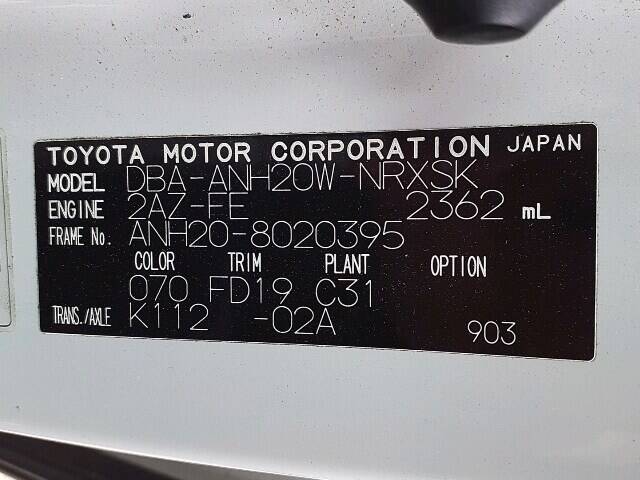 TOYOTA MOTOR CORPORATION JAPAN
MODEL DBA-ANH20W-NRXSK
ENGINE 2AZ-FE 2362 mL
FRAME No. ANH20-8020395
COLOR TRIM PLANT OPTION
070 FD19 C31
TRANS./AXLE K112 -02A 903